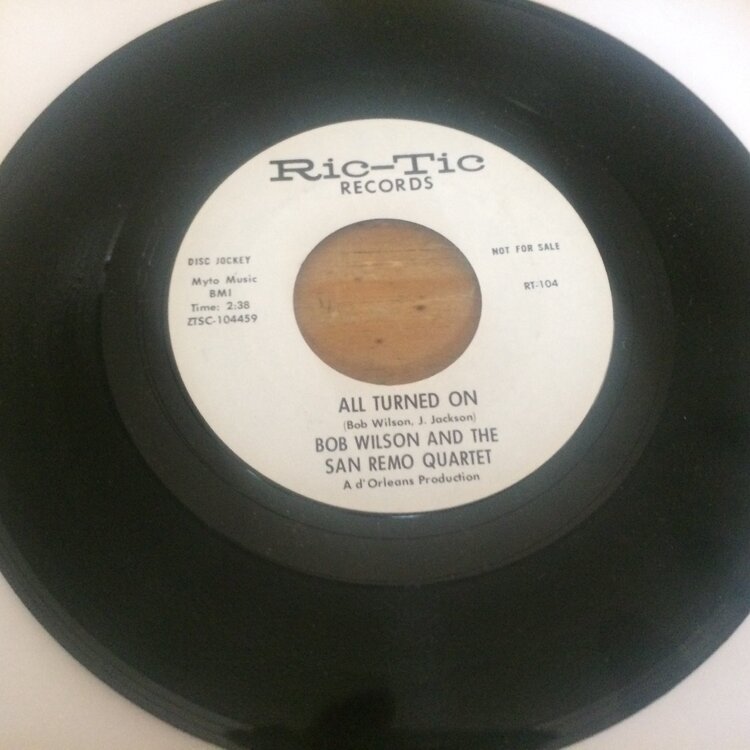 Ric-Tic
RECORDS
DISC JOCKEY
NOT FOR SALE
Myto Music
BMI
Time: 2:38
ZTSC-104459
RT-104
ALL TURNED ON
(Bob Wilson, J. Jackson)
BOB WILSON AND THE
SAN REMO QUARTET
A d'Orleans Production